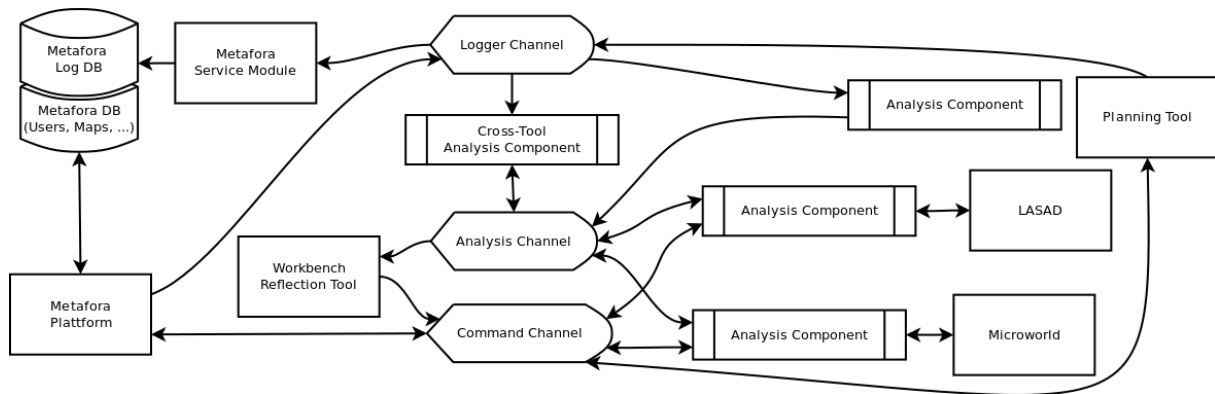 Metafora
Log DB
Metafora DB
(Users, Maps, ...)
Metafora
Service Module
Logger Channel
Analysis Component
Planning Tool
Cross-Tool
Analysis Component
Analysis Component
LASAD
Analysis Channel
Workbench
Reflection Tool
Metafora
Plattform
Command Channel
Analysis Component
Microworld